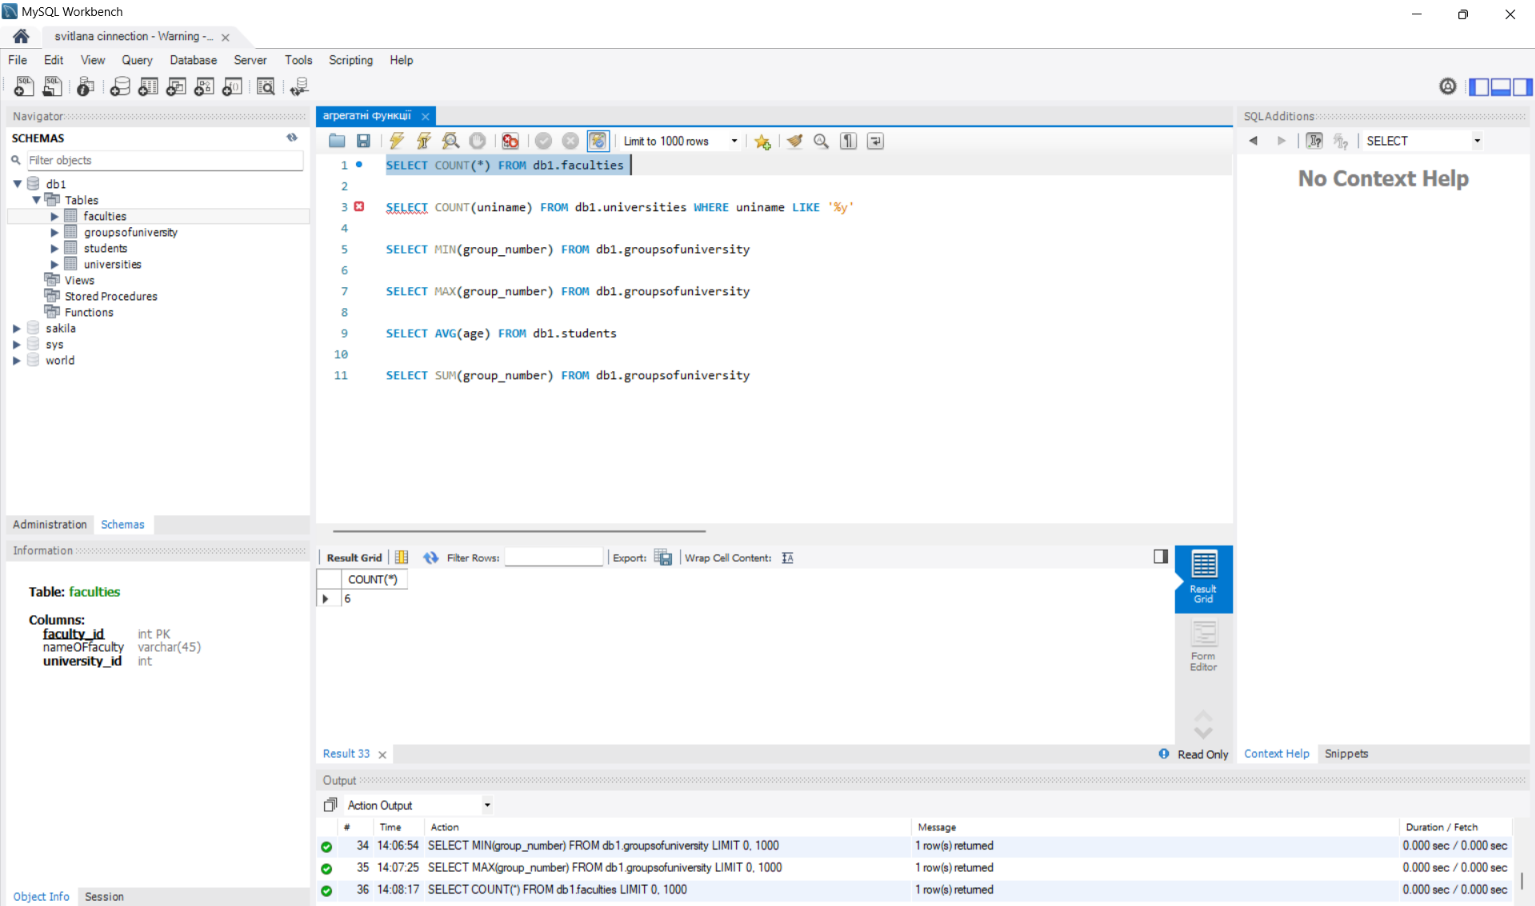 MySQL Workbench
svitlana cinnection - Warning -...
File Edit View Query Database Server Tools Scripting Help
Navigator
SCHEMAS
Filter objects
db1
Tables
faculties
groupsofuniversity
students
universities
Views
Stored Procedures
Functions
sakila
sys
world
Administration Schemas
Information
Table: faculties
Columns:
faculty_id int PK
nameOFfaculty varchar(45)
university_id int
Object Info Session
агрегатні функції
Limit to 1000 rows
1 SELECT COUNT(*) FROM db1.faculties
2
3 SELECT COUNT(uniname) FROM db1.universities WHERE uniname LIKE '%y'
4
5 SELECT MIN(group_number) FROM db1.groupsofuniversity
6
7 SELECT MAX(group_number) FROM db1.groupsofuniversity
8
9 SELECT AVG(age) FROM db1.students
10
11 SELECT SUM(group_number) FROM db1.groupsofuniversity
Result Grid Filter Rows: Export: Wrap Cell Content:
COUNT(*)
6
Result Grid
Form Editor
Result 33
Read Only
SQLAdditions
SELECT
No Context Help
Context Help Snippets
Output
Action Output
# Time Action Message Duration / Fetch
34 14:06:54 SELECT MIN(group_number) FROM db1.groupsofuniversity LIMIT 0, 1000 1 row(s) returned 0.000 sec / 0.000 sec
35 14:07:25 SELECT MAX(group_number) FROM db1.groupsofuniversity LIMIT 0, 1000 1 row(s) returned 0.000 sec / 0.000 sec
36 14:08:17 SELECT COUNT(*) FROM db1.faculties LIMIT 0, 1000 1 row(s) returned 0.000 sec / 0.000 sec